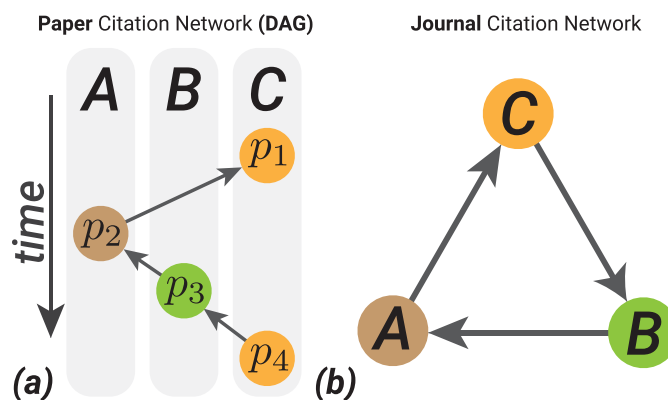 Paper Citation Network (DAG)
A B C
time
p1
p2
p3
p4
(a)
Journal Citation Network
C
A
B
(b)